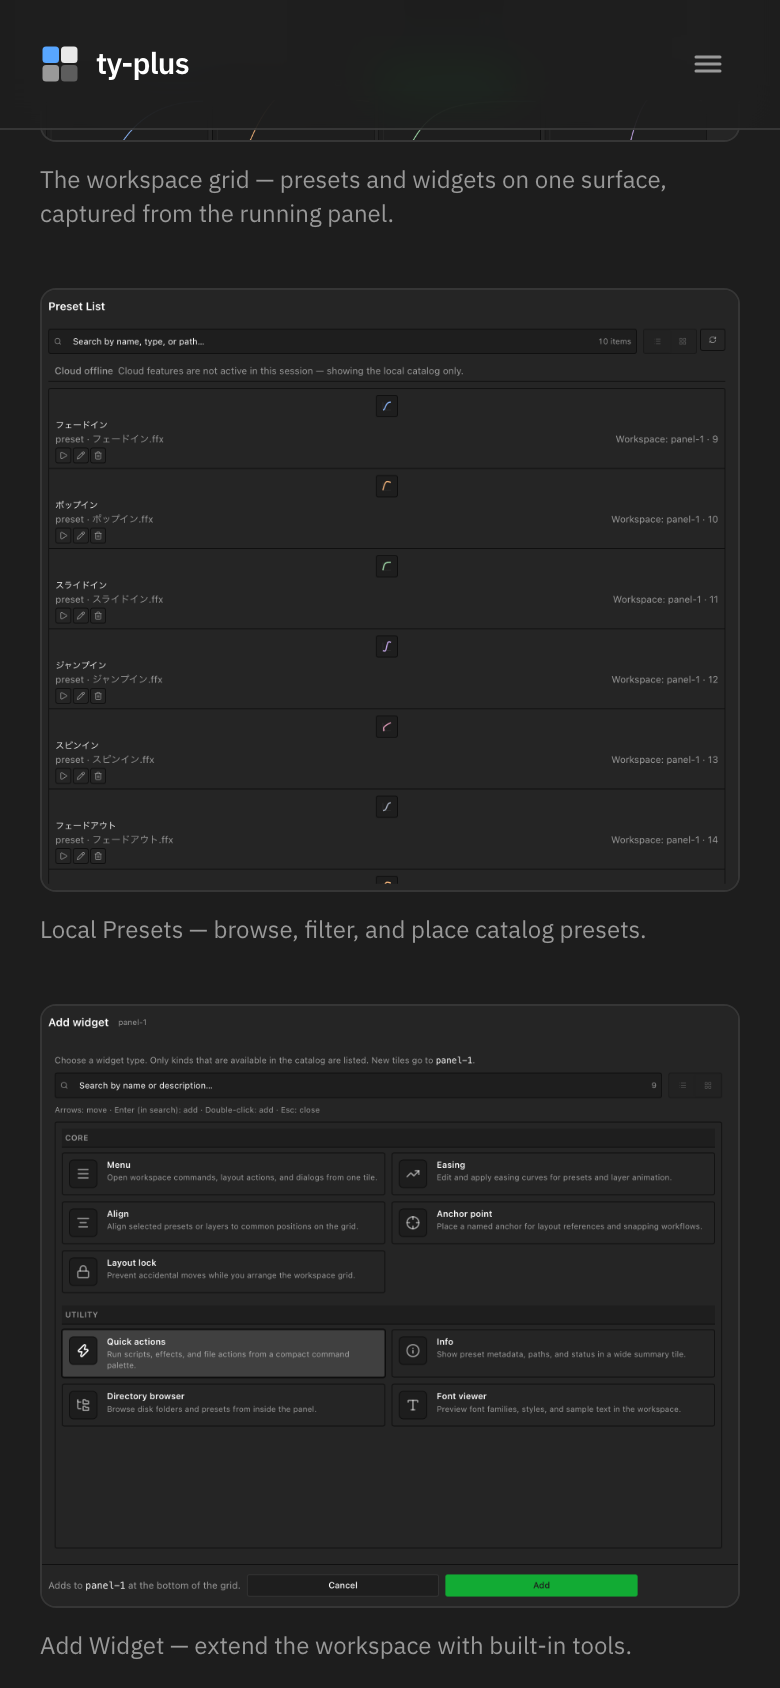 ty-plus
The workspace grid — presets and widgets on one surface,
captured from the running panel.
Preset List
Search by name, type, or path...
10 items
Cloud offline Cloud features are not active in this session — showing the local catalog only.
フェードイン
preset · フェードイン.ffx
Workspace: panel-1 · 9
ポップイン
preset · ポップイン.ffx
Workspace: panel-1 · 10
スライドイン
preset · スライドイン.ffx
Workspace: panel-1 · 11
ジャンプイン
preset · ジャンプイン.ffx
Workspace: panel-1 · 12
スピンイン
preset · スピンイン.ffx
Workspace: panel-1 · 13
フェードアウト
preset · フェードアウト.ffx
Workspace: panel-1 · 14
Local Presets — browse, filter, and place catalog presets.
Add widget panel-1
Choose a widget type. Only kinds that are available in the catalog are listed. New tiles go to panel-1.
Search by name or description...
9
Arrows: move · Enter (in search): add · Double-click: add · Esc: close
CORE
Menu
Open workspace commands, layout actions, and dialogs from one tile.
Easing
Edit and apply easing curves for presets and layer animation.
Align
Align selected presets or layers to common positions on the grid.
Anchor point
Place a named anchor for layout references and snapping workflows.
Layout lock
Prevent accidental moves while you arrange the workspace grid.
UTILITY
Quick actions
Run scripts, effects, and file actions from a compact command
palette.
Info
Show preset metadata, paths, and status in a wide summary tile.
Directory browser
Browse disk folders and presets from inside the panel.
Font viewer
Preview font families, styles, and sample text in the workspace.
Adds to panel-1 at the bottom of the grid.
Cancel
Add
Add Widget — extend the workspace with built-in tools.